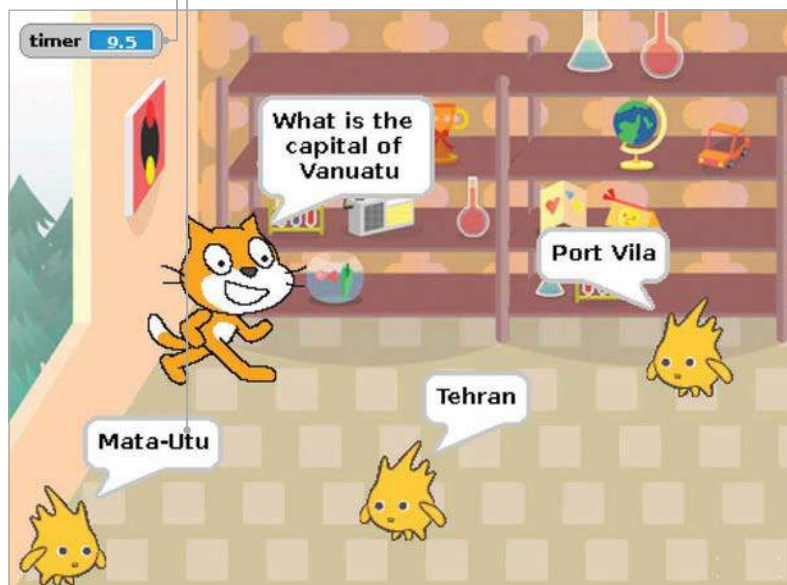 timer 9.5
What is the
capital of
Vanuatu
Port Vila
Tehran
Mata-Utu